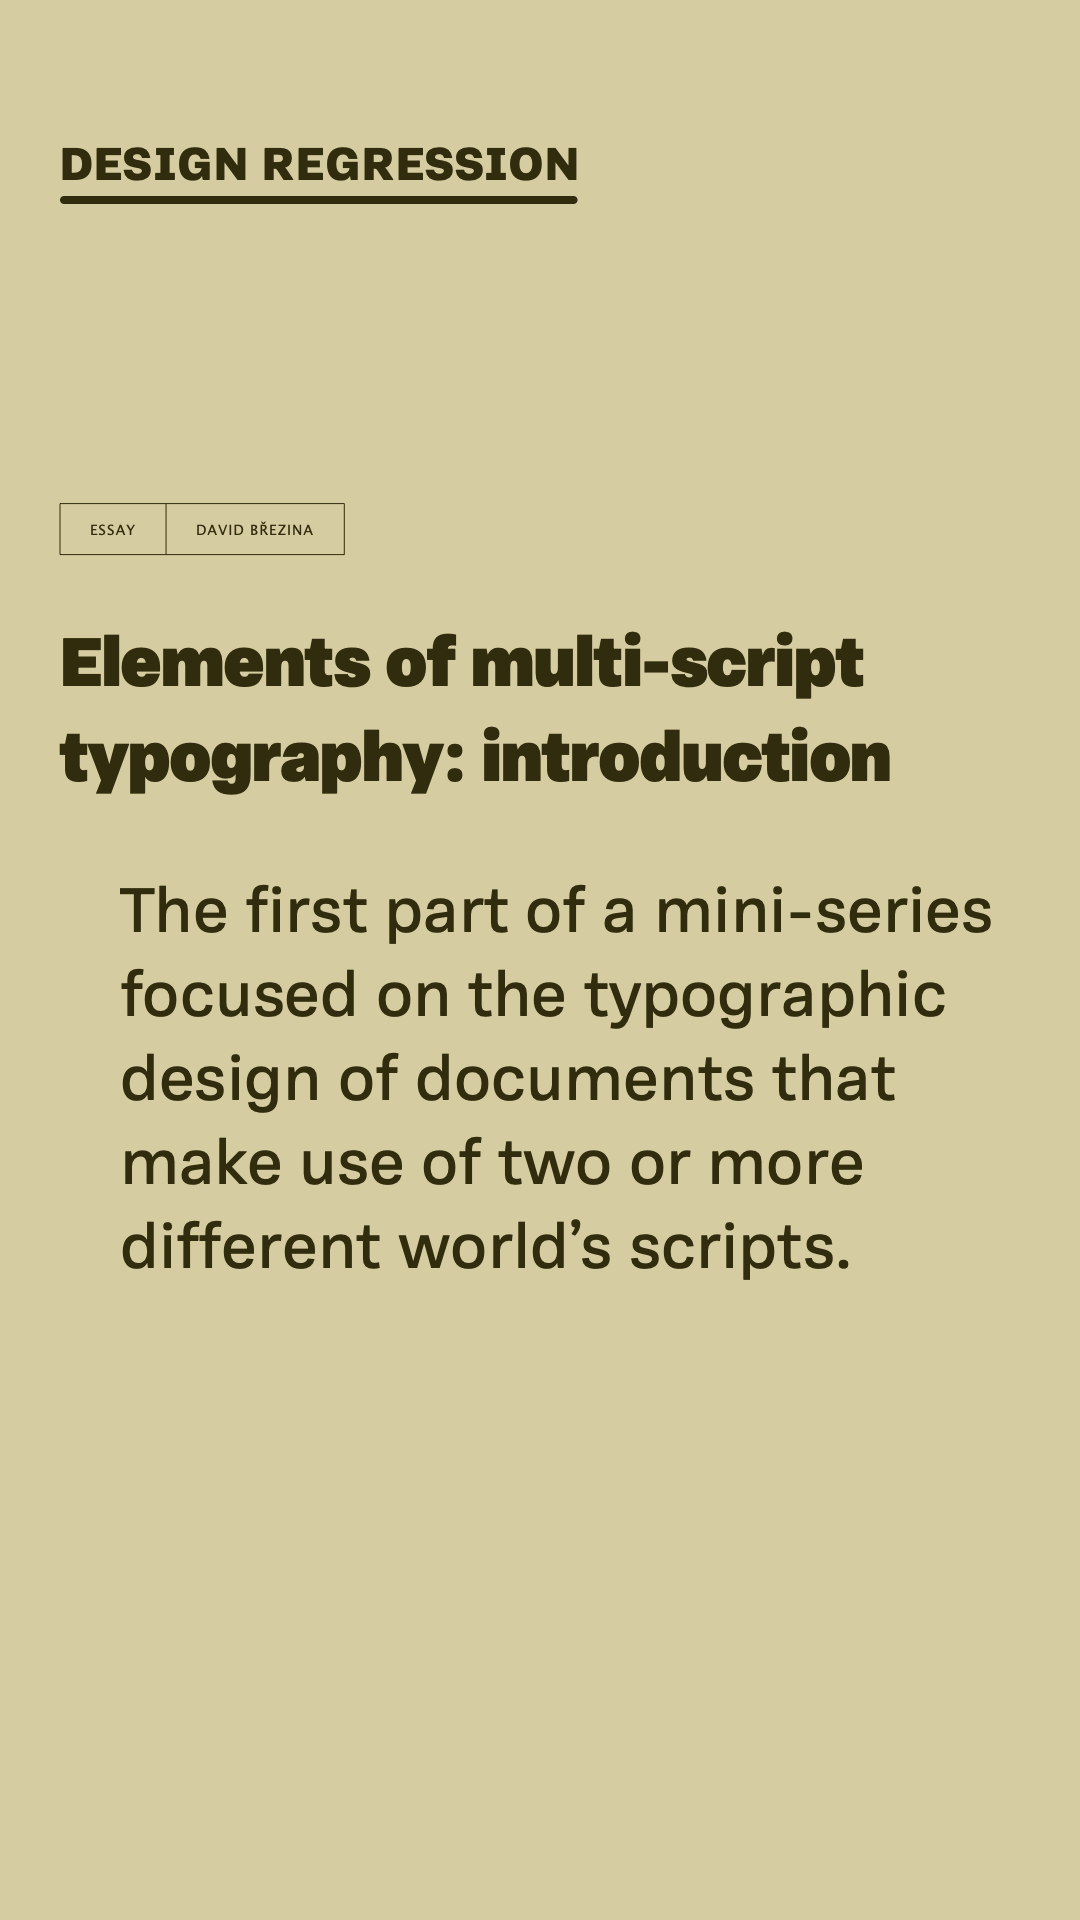 DESIGN REGRESSION
ESSAY
DAVID BŘEZINA
Elements of multi-script
typography: introduction
The first part of a mini-series
focused on the typographic
design of documents that
make use of two or more
different world’s scripts.